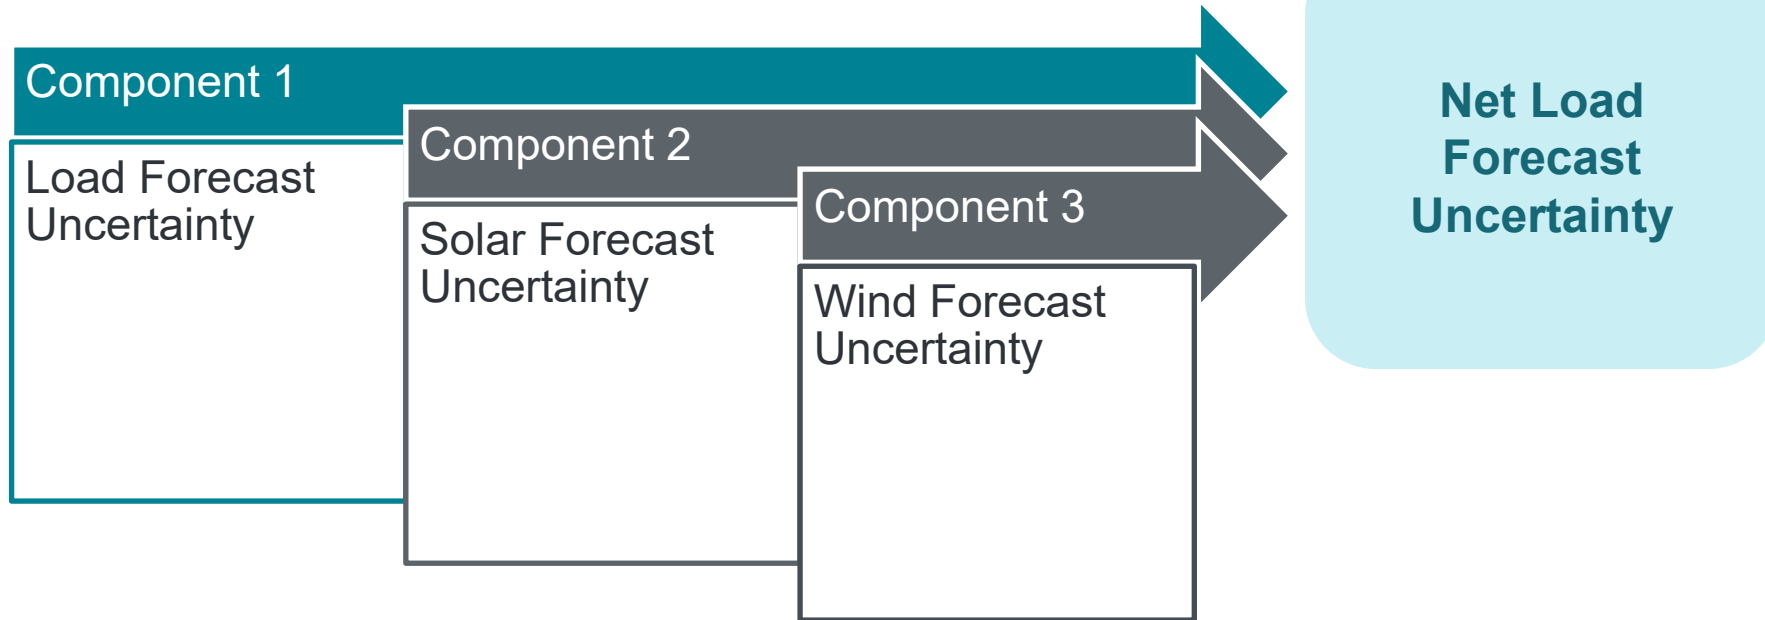 Component 1
Load Forecast
Uncertainty
Component 2
Solar Forecast
Uncertainty
Component 3
Wind Forecast
Uncertainty
Net Load
Forecast
Uncertainty